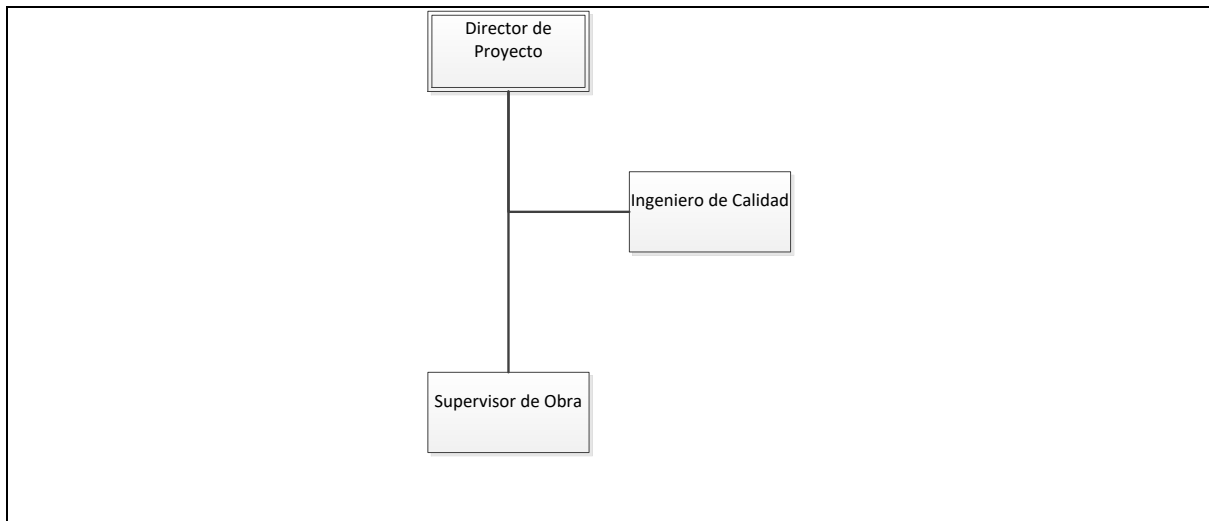 Director de
Proyecto
Ingeniero de Calidad
Supervisor de Obra